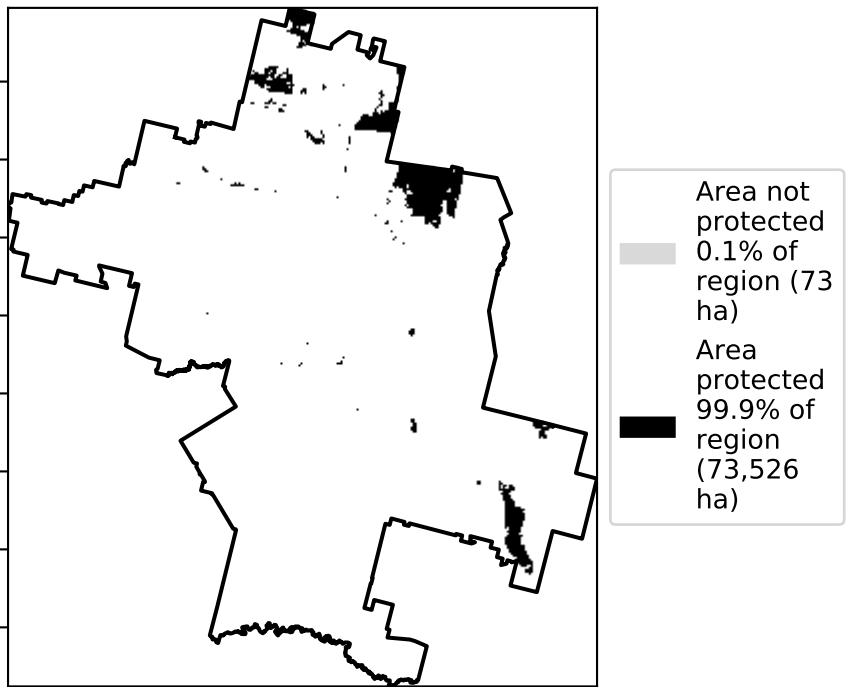 Area not
protected
0.1% of
region (73
ha)
Area
protected
99.9% of
region
(73,526
ha)